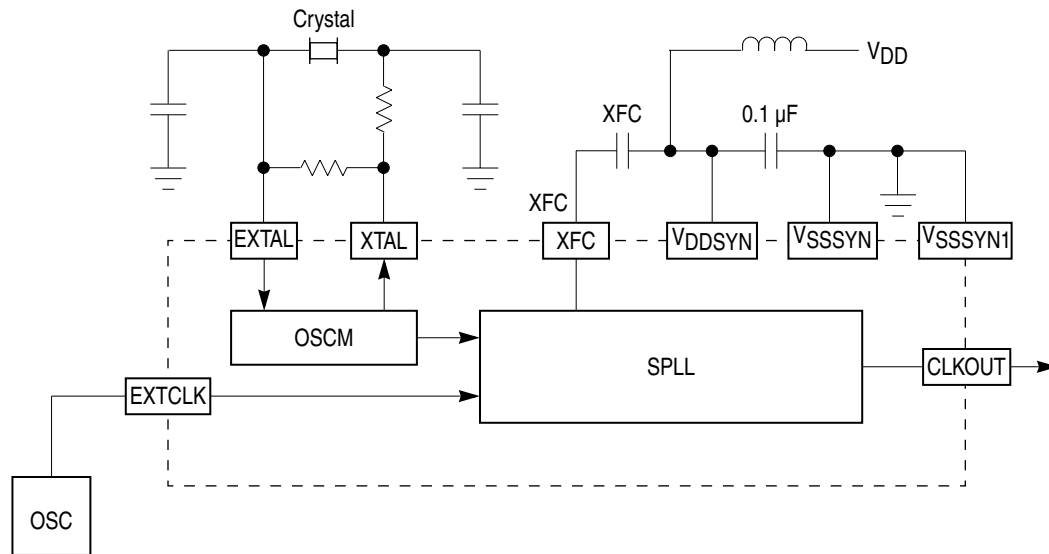 Crystal
VDD
XFC
0.1 µF
XFC
EXTAL
XTAL
XFC
VDDSYN
VSSSYN
VSSSYN1
OSCM
SPLL
CLKOUT
EXTCLK
OSC